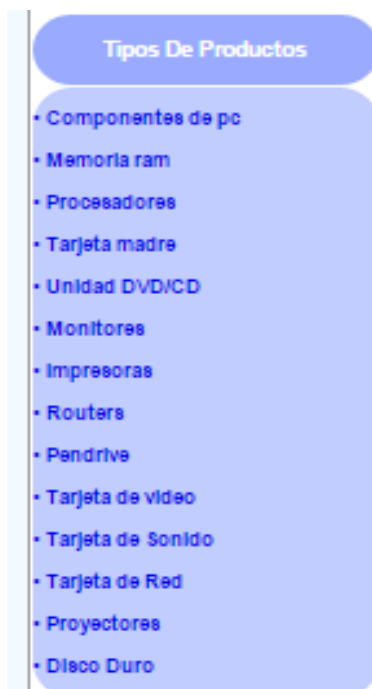 Tipos De Productos
• Componentes de pc
• Memoria ram
• Procesadores
• Tarjeta madre
• Unidad DVD/CD
• Monitores
• Impresoras
• Routers
• Pendrive
• Tarjeta de video
• Tarjeta de Sonido
• Tarjeta de Red
• Proyectores
• Disco Duro